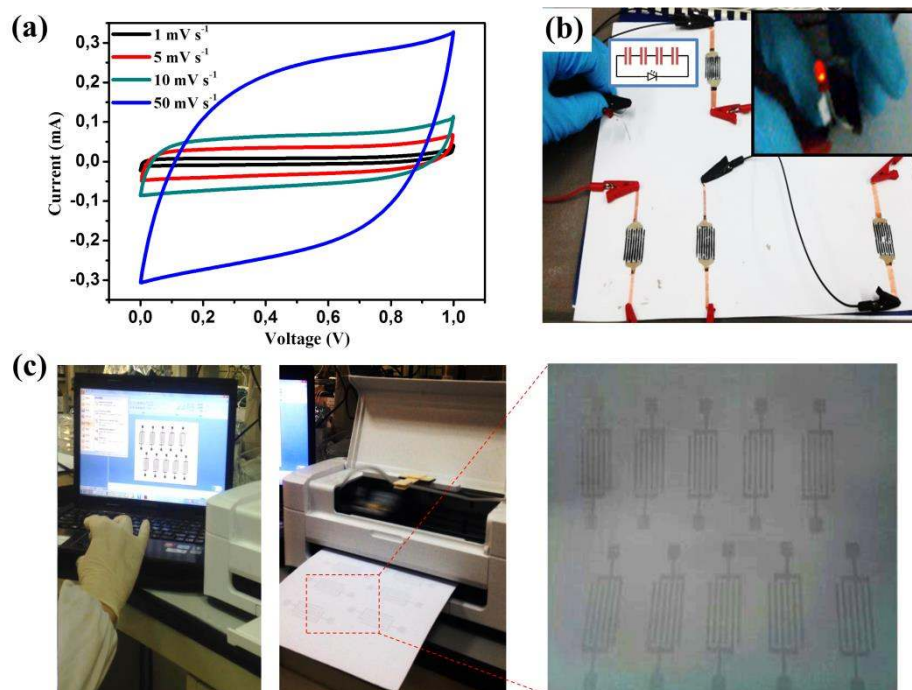 (a)
1 mV s⁻¹
5 mV s⁻¹
10 mV s⁻¹
50 mV s⁻¹
0,3
0,2
0,1
0,0
-0,1
-0,2
-0,3
Current (mA)
0,0 0,2 0,4 0,6 0,8 1,0
Voltage (V)
(b)
(c)